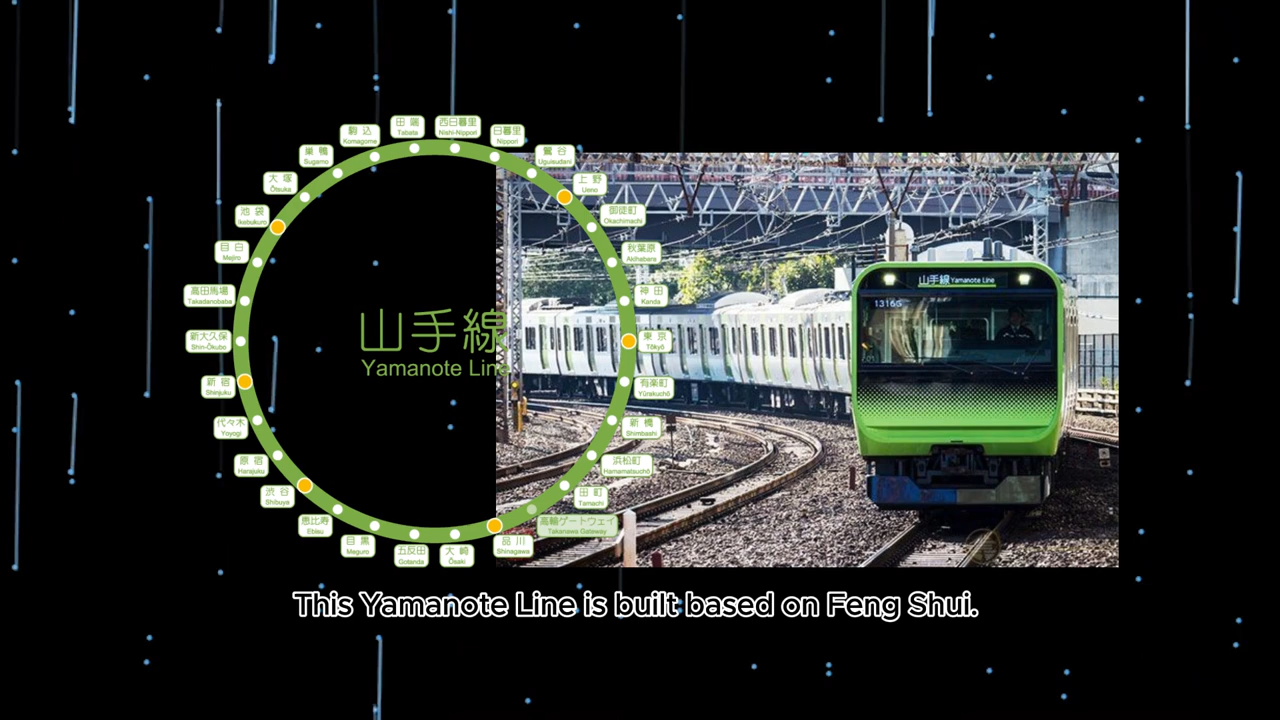 田 端
Tabata
西日暮里
Nishi-Nippori
日暮里
Nippori
鶯 谷
Uguisudani
上 野
Ueno
御徒町
Okachimachi
秋葉原
Akihabara
神 田
Kanda
東 京
Tōkyō
有楽町
Yūrakuchō
新 橋
Shimbashi
浜松町
Hamamatsuchō
田 町
Tamachi
高輪ゲートウェイ
Takanawa Gateway
品 川
Shinagawa
大 崎
Ōsaki
五反田
Gotanda
目 黒
Meguro
恵比寿
Ebisu
渋 谷
Shibuya
原 宿
Harajuku
代々木
Yoyogi
新 宿
Shinjuku
新大久保
Shin-Ōkubo
高田馬場
Takadanobaba
目 白
Mejiro
池 袋
Ikebukuro
大 塚
Ōtsuka
巣 鴨
Sugamo
駒 込
Komagome
山手線
Yamanote Line
山手線 Yamanote Line
This Yamanote Line is built based on Feng Shui.